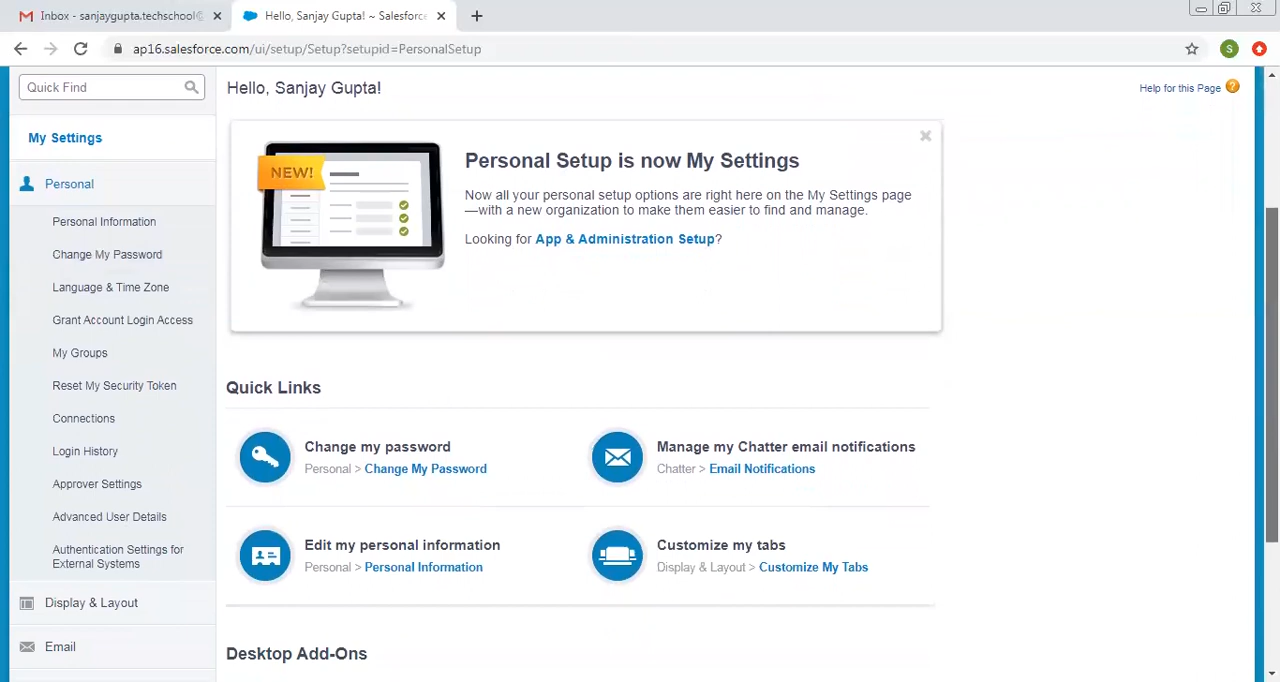 Inbox - sanjaygupta.techschool@
Hello, Sanjay Gupta! ~ Salesforce
ap16.salesforce.com/ui/setup/Setup?setupid=PersonalSetup
S
Quick Find
Hello, Sanjay Gupta!
Help for this Page ?
My Settings
Personal
Personal Information
Change My Password
Language & Time Zone
Grant Account Login Access
My Groups
Reset My Security Token
Connections
Login History
Approver Settings
Advanced User Details
Authentication Settings for
External Systems
Display & Layout
Email
NEW!
Personal Setup is now My Settings
Now all your personal setup options are right here on the My Settings page
—with a new organization to make them easier to find and manage.
Looking for App & Administration Setup?
Quick Links
Change my password
Personal > Change My Password
Manage my Chatter email notifications
Chatter > Email Notifications
Edit my personal information
Personal > Personal Information
Customize my tabs
Display & Layout > Customize My Tabs
Desktop Add-Ons